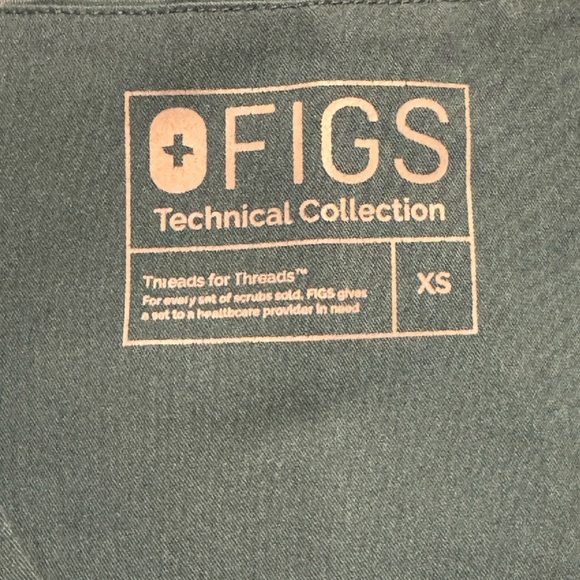 FIGS
Technical Collection
Threads for Threads™
For every set of scrubs sold, FIGS gives
a set to a healthcare provider in need
XS